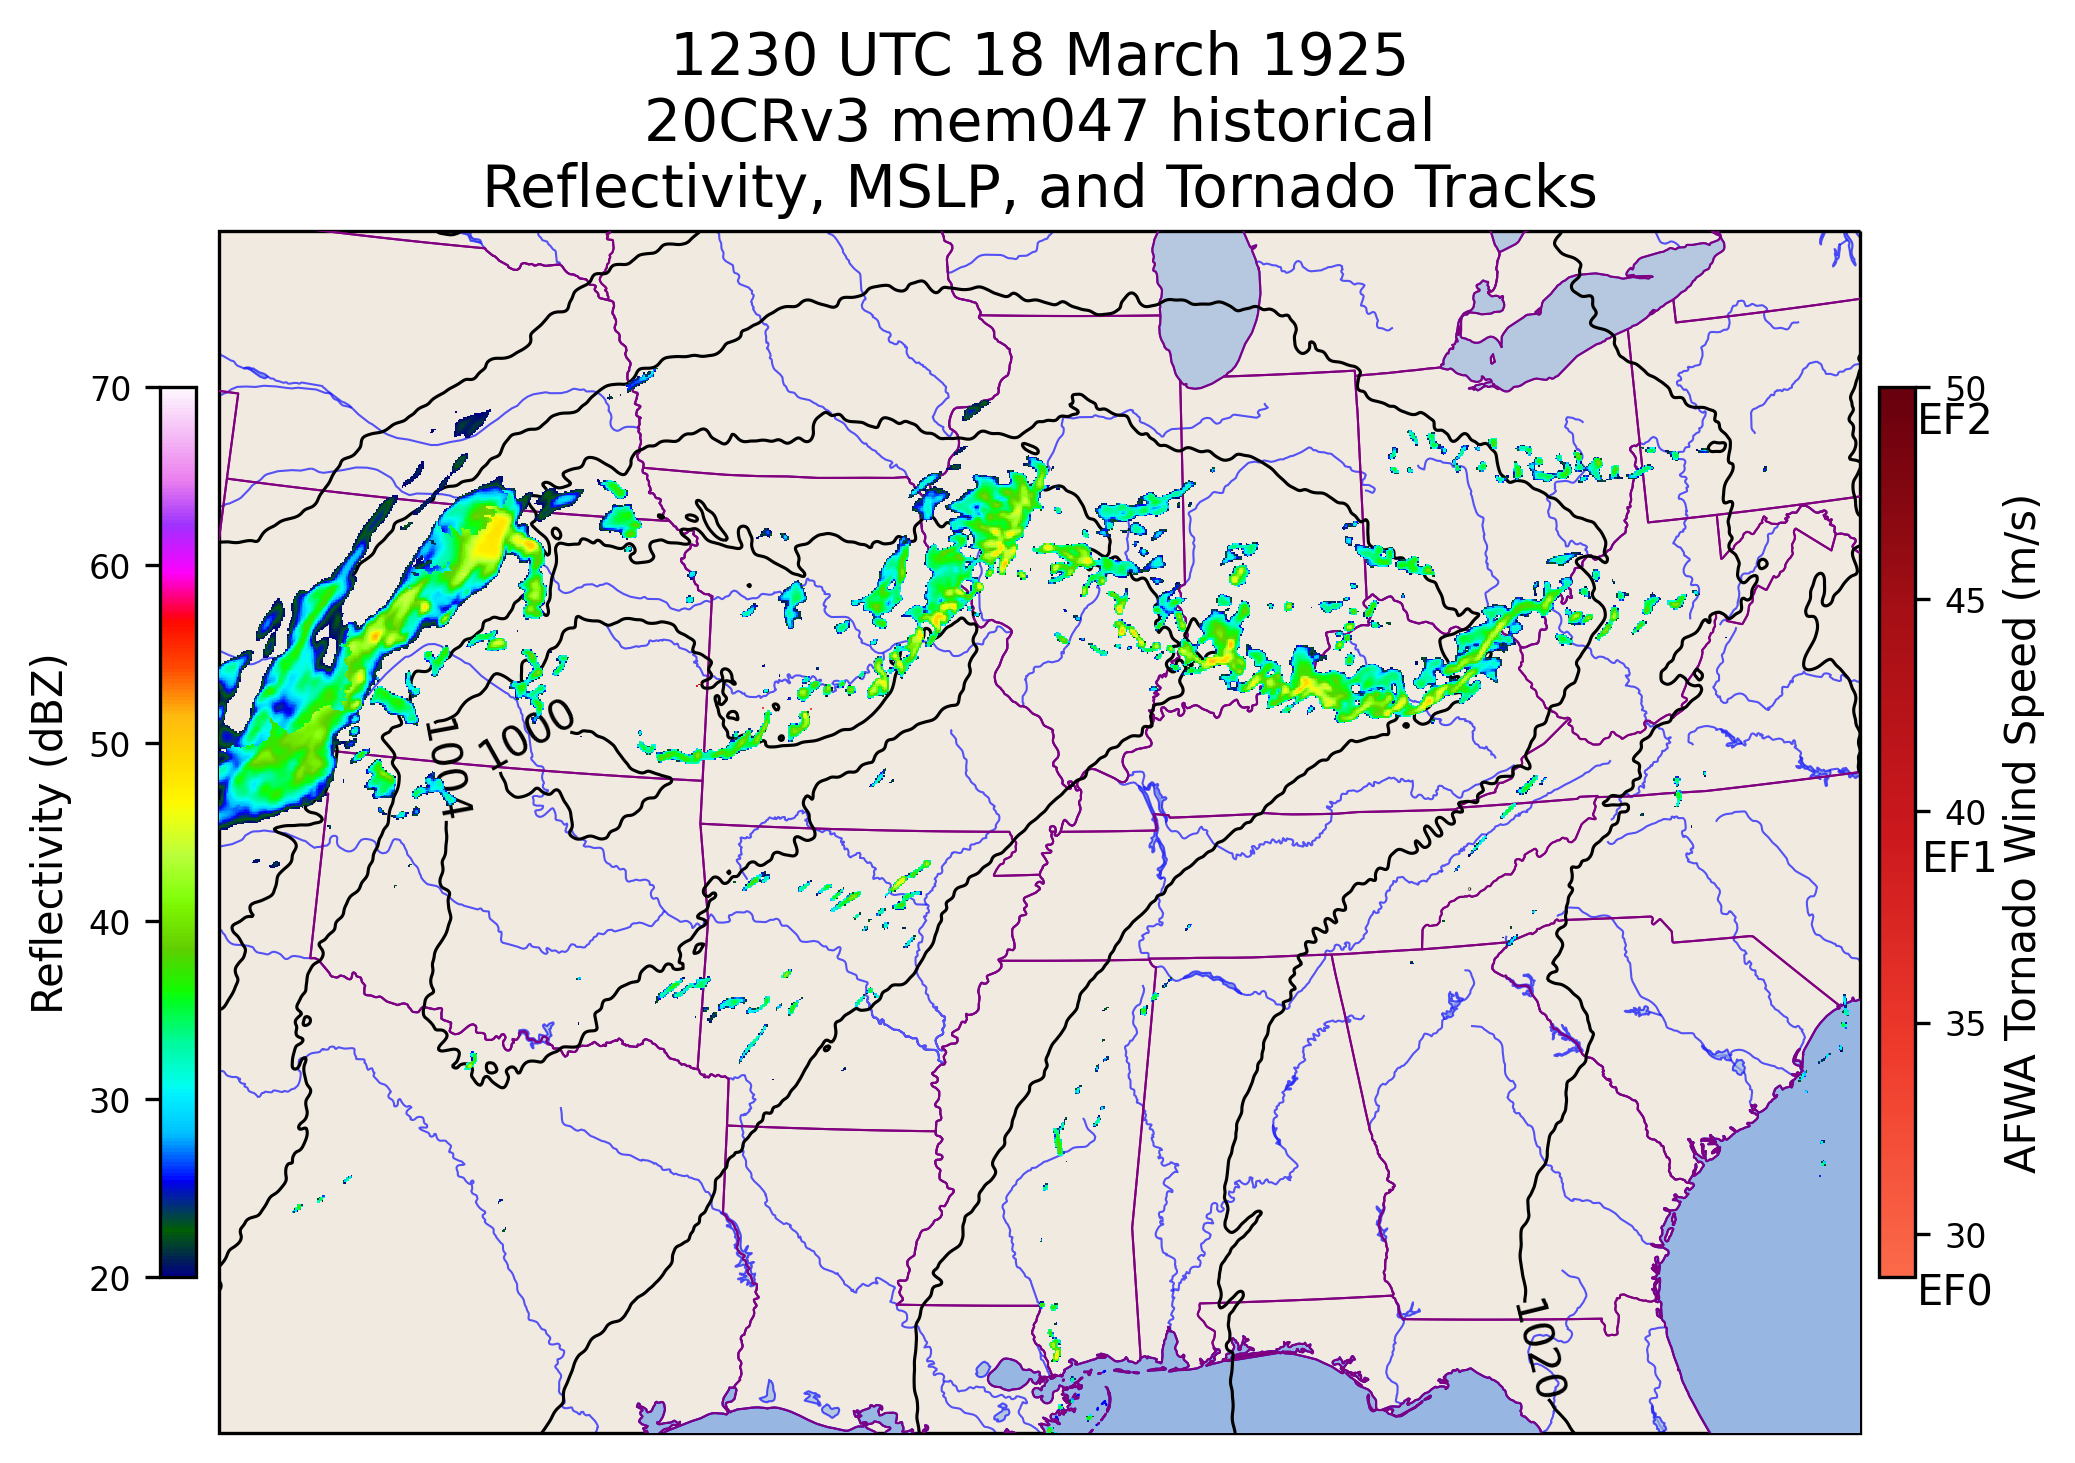 1230 UTC 18 March 1925
20CRv3 mem047 historical
Reflectivity, MSLP, and Tornado Tracks
70
60
50
40
30
20
Reflectivity (dBZ)
1004
1000
1020
50
EF2
45
40
EF1
35
30
EF0
AFWA Tornado Wind Speed (m/s)